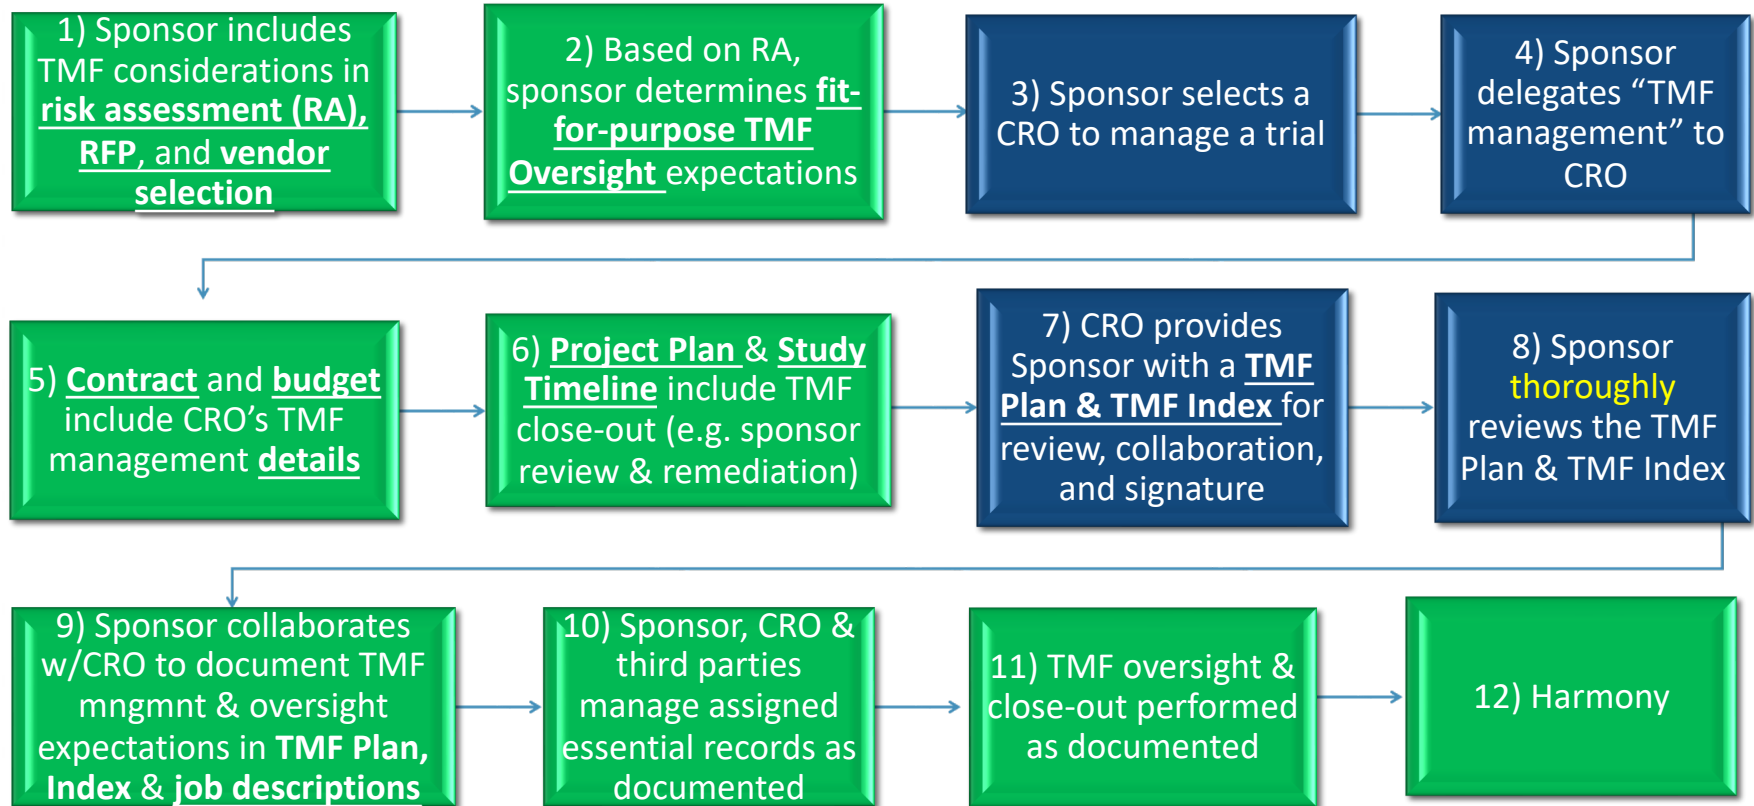 1) Sponsor includes
TMF considerations in
risk assessment (RA),
RFP, and vendor
selection
2) Based on RA,
sponsor determines fit-
for-purpose TMF
Oversight expectations
3) Sponsor selects a
CRO to manage a trial
4) Sponsor
delegates “TMF
management” to
CRO
5) Contract and budget
include CRO’s TMF
management details
6) Project Plan & Study
Timeline include TMF
close-out (e.g. sponsor
review & remediation)
7) CRO provides
Sponsor with a TMF
Plan & TMF Index for
review, collaboration,
and signature
8) Sponsor
thoroughly
reviews the TMF
Plan & TMF Index
9) Sponsor collaborates
w/CRO to document TMF
mngmnt & oversight
expectations in TMF Plan,
Index & job descriptions
10) Sponsor, CRO &
third parties
manage assigned
essential records as
documented
11) TMF oversight &
close-out performed
as documented
12) Harmony